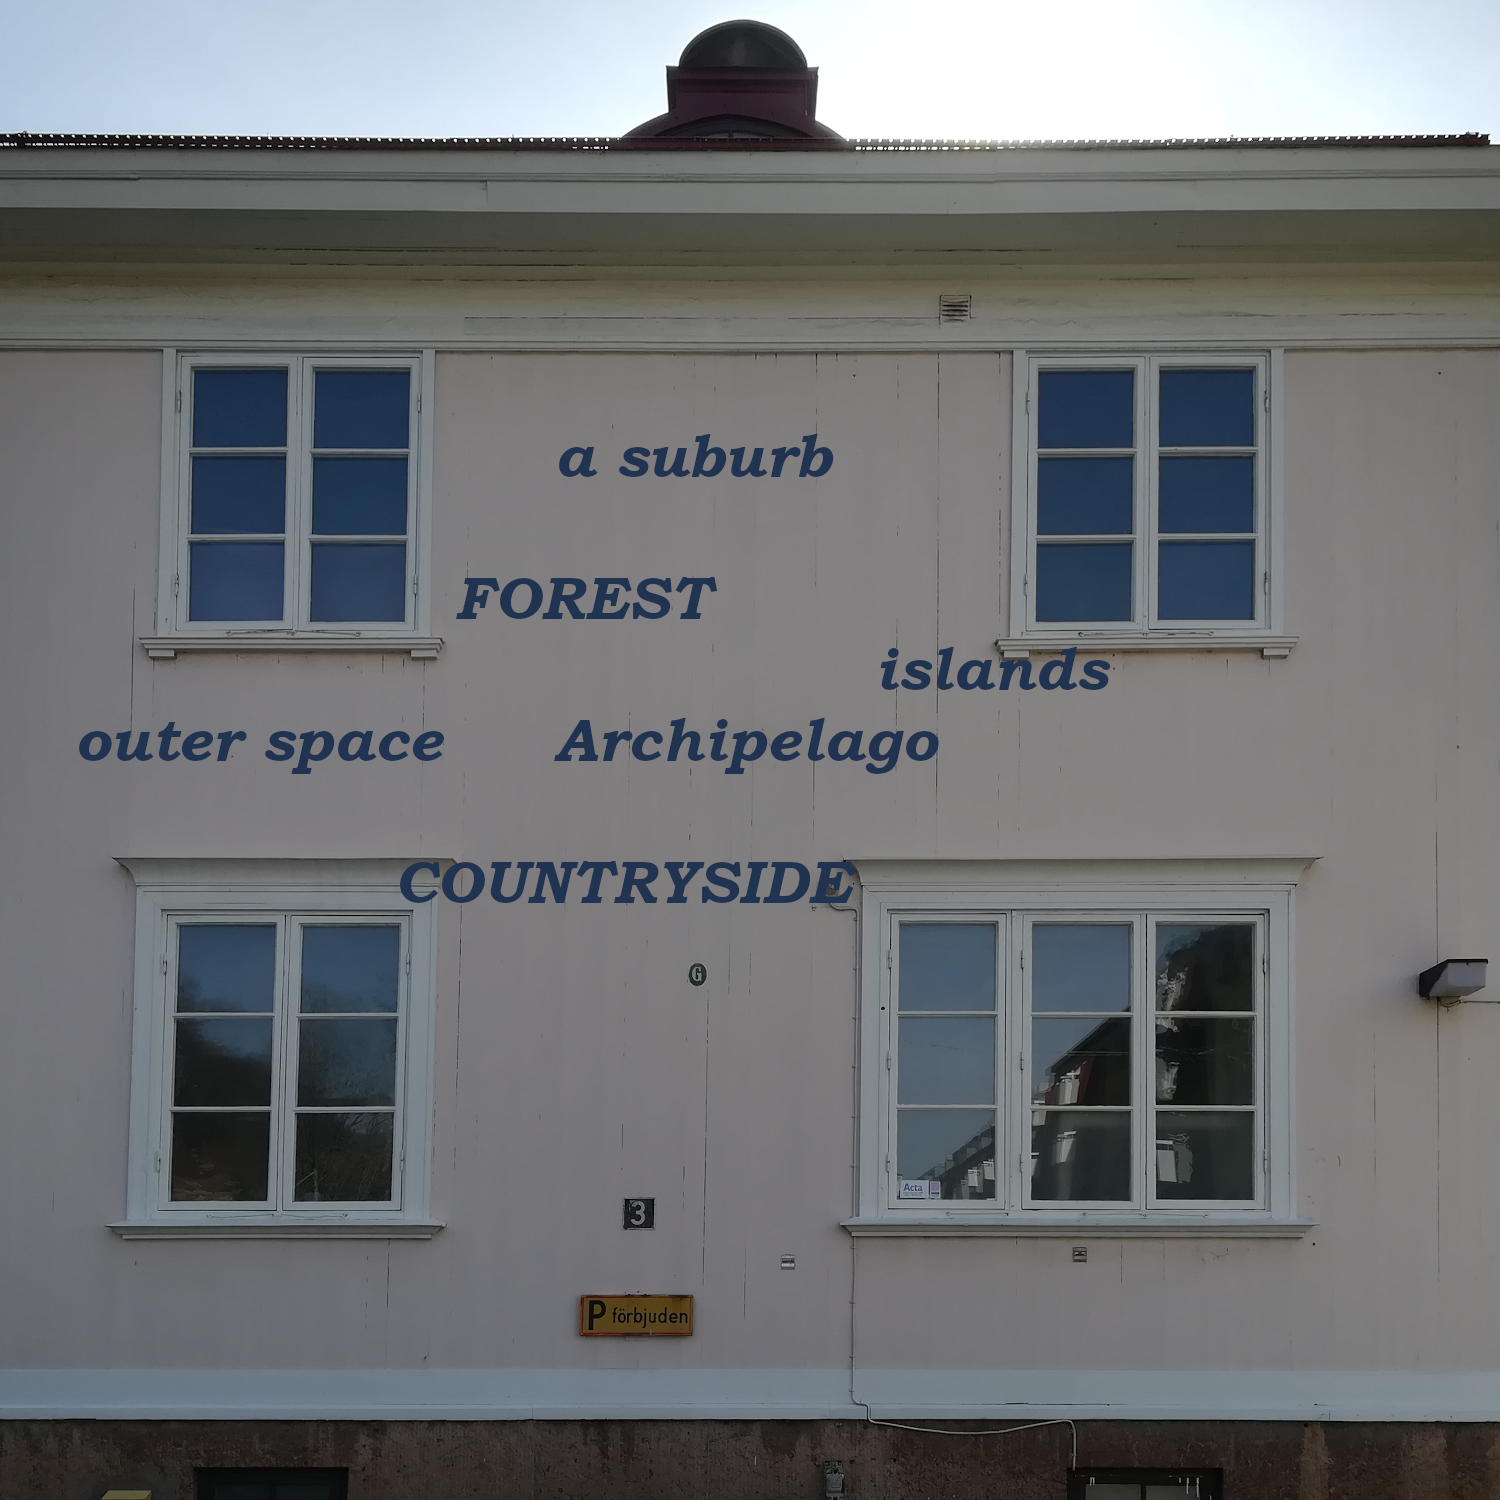 a suburb
FOREST
islands
outer space Archipelago
COUNTRYSIDE
G
Acta
3
P förbjuden